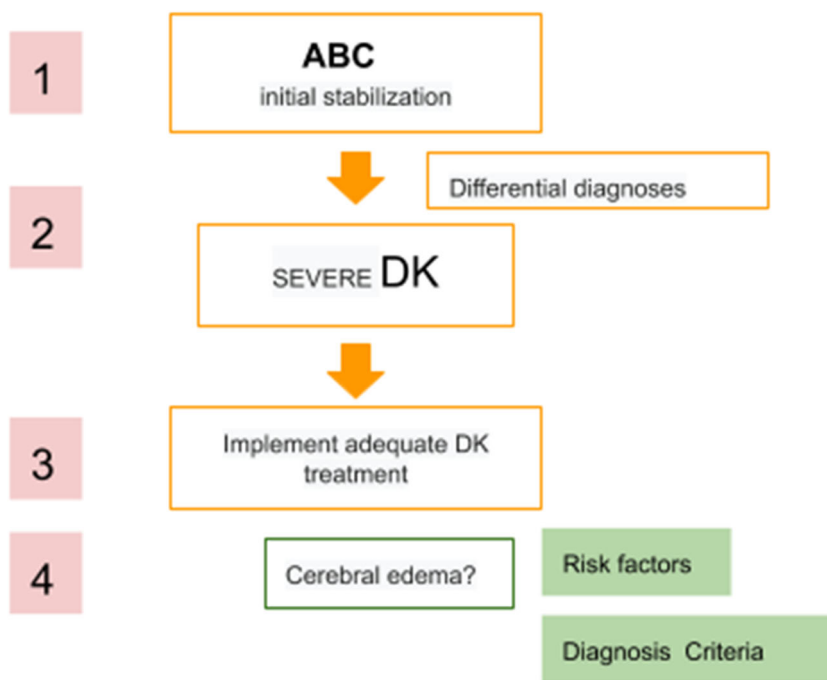 1
ABC
initial stabilization
Differential diagnoses
2
SEVERE DK
3
Implement adequate DK
treatment
4
Cerebral edema?
Risk factors
Diagnosis Criteria